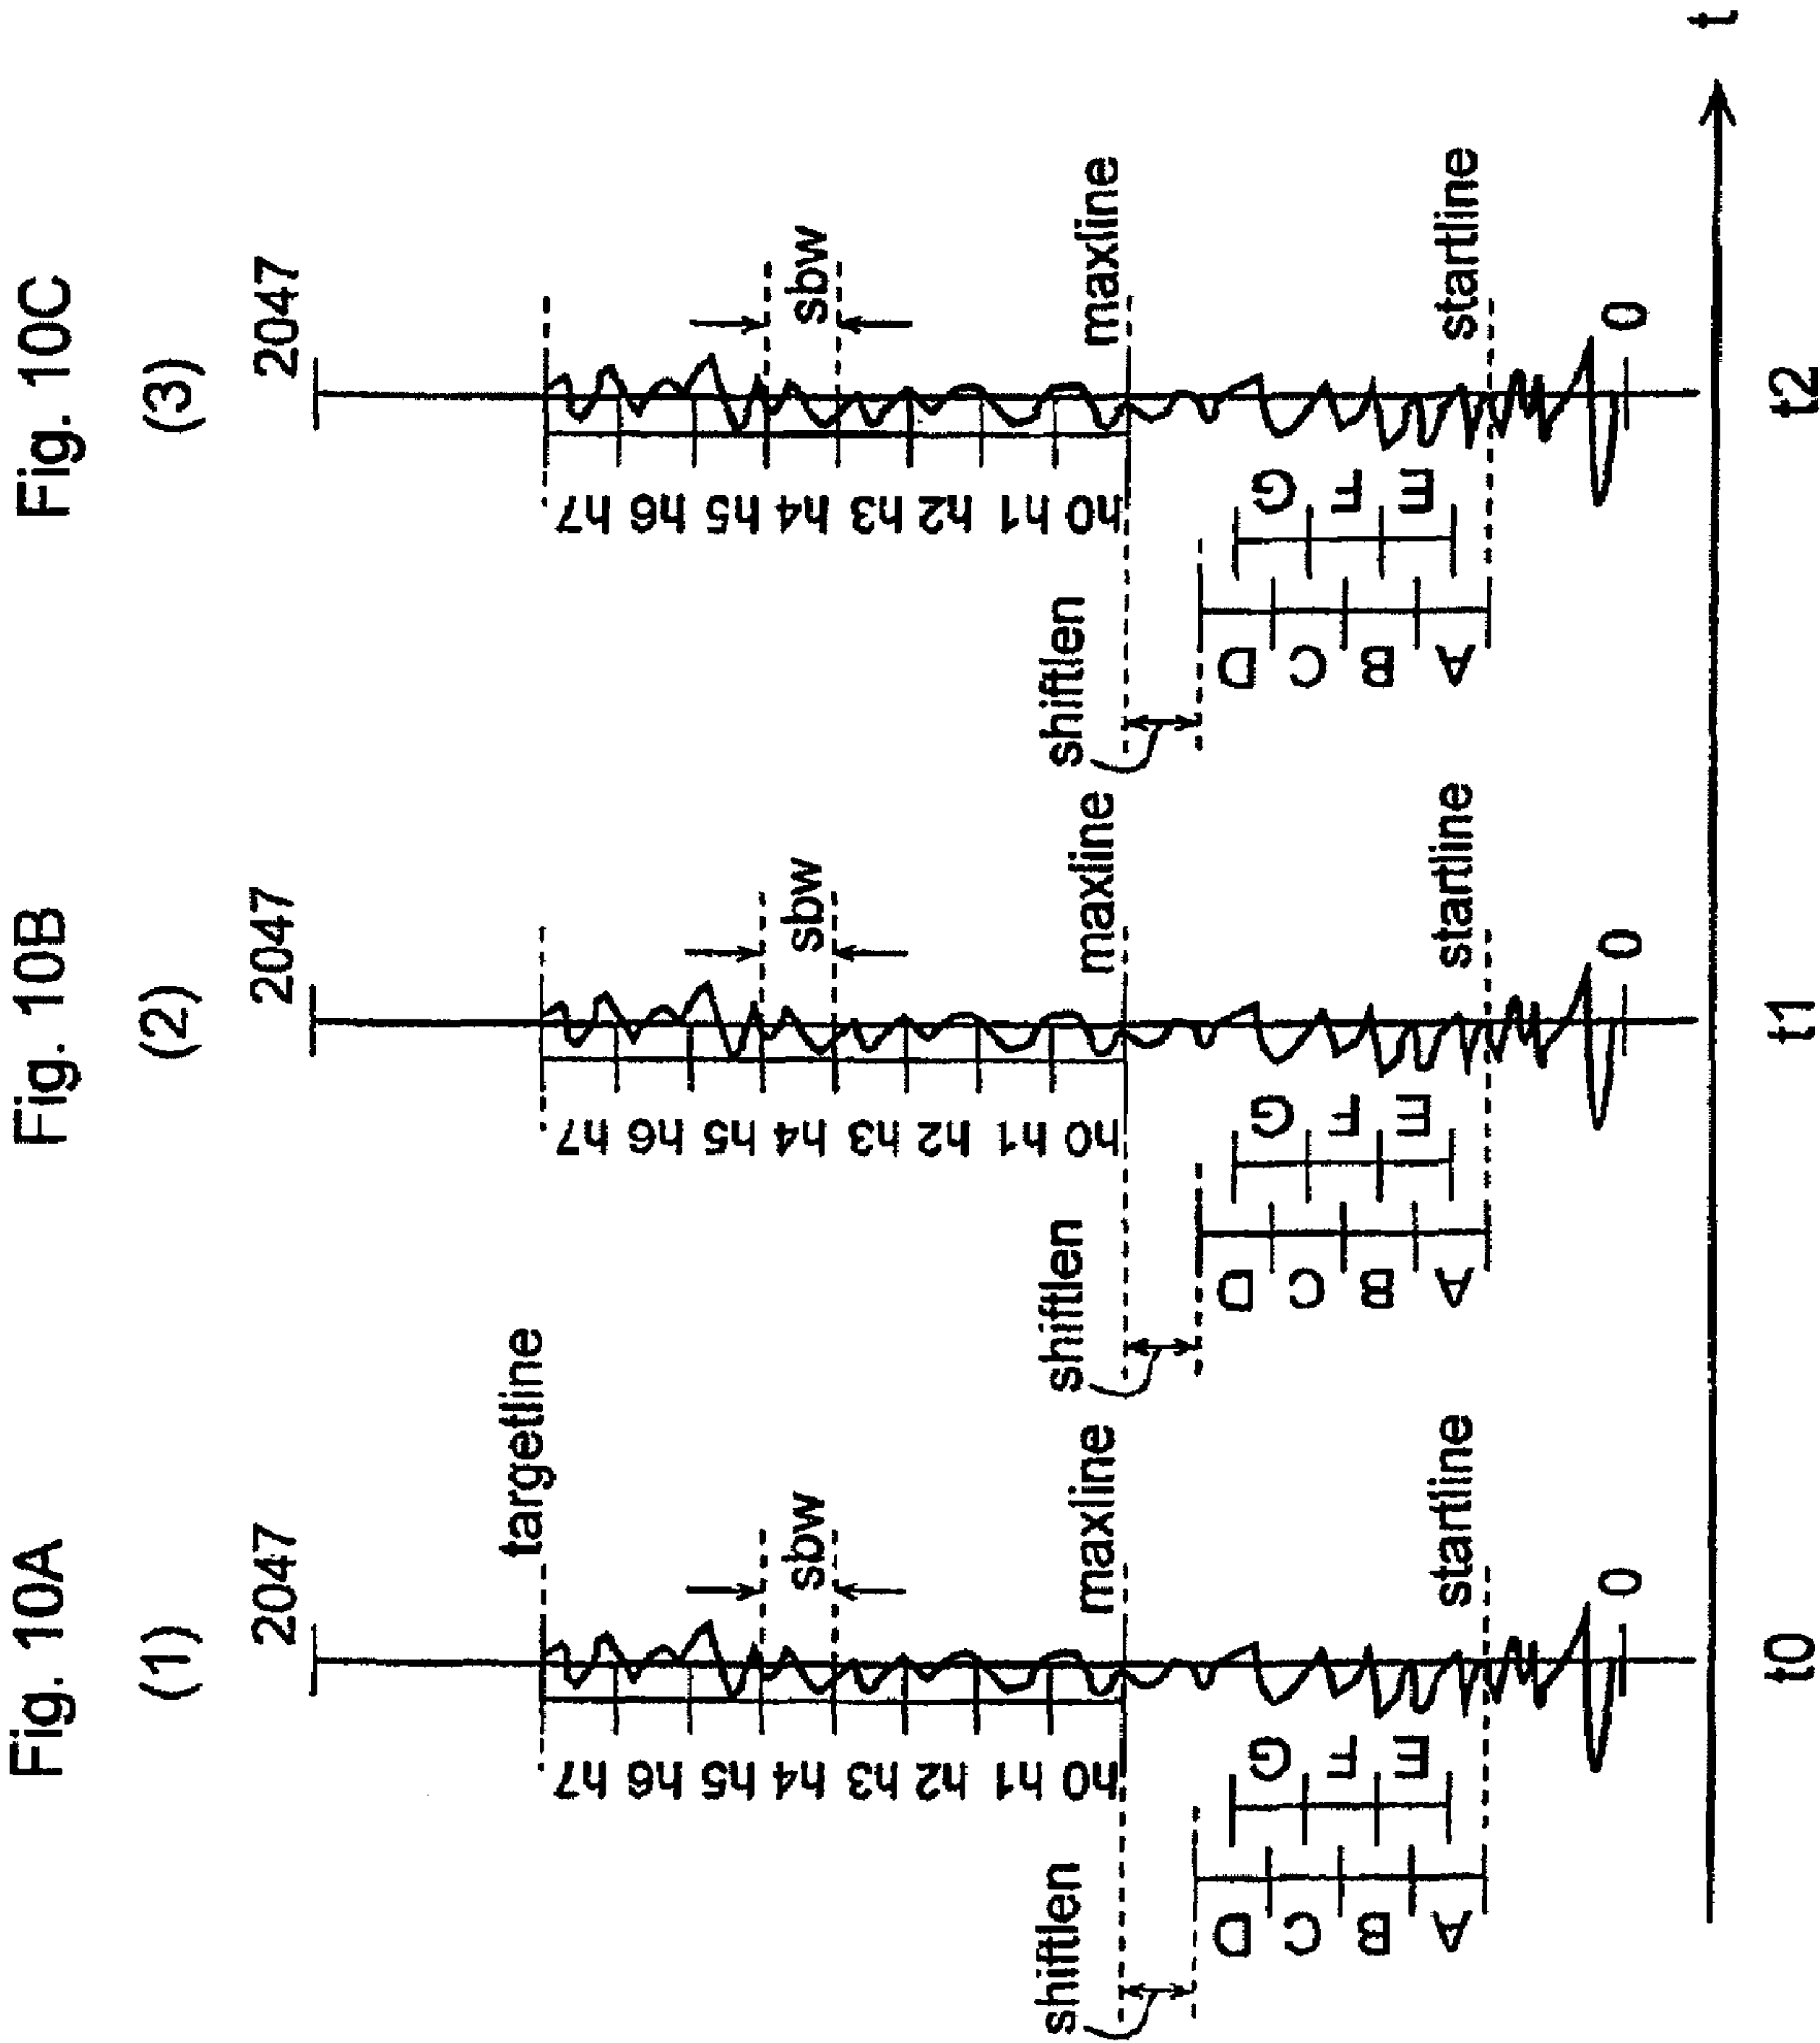 Fig. 10A
(1)
2047
targetline
sbw
h7 h6 h5 h4 h3 h2 h1 h0
maxline
shiftlen
D C B A
G F E
startline
0
t0
Fig. 10B
(2)
2047
sbw
h7 h6 h5 h4 h3 h2 h1 h0
maxline
shiftlen
D C B A
G F E
startline
0
t1
Fig. 10C
(3)
2047
sbw
h7 h6 h5 h4 h3 h2 h1 h0
maxline
shiftlen
D C B A
G F E
startline
0
t2
t